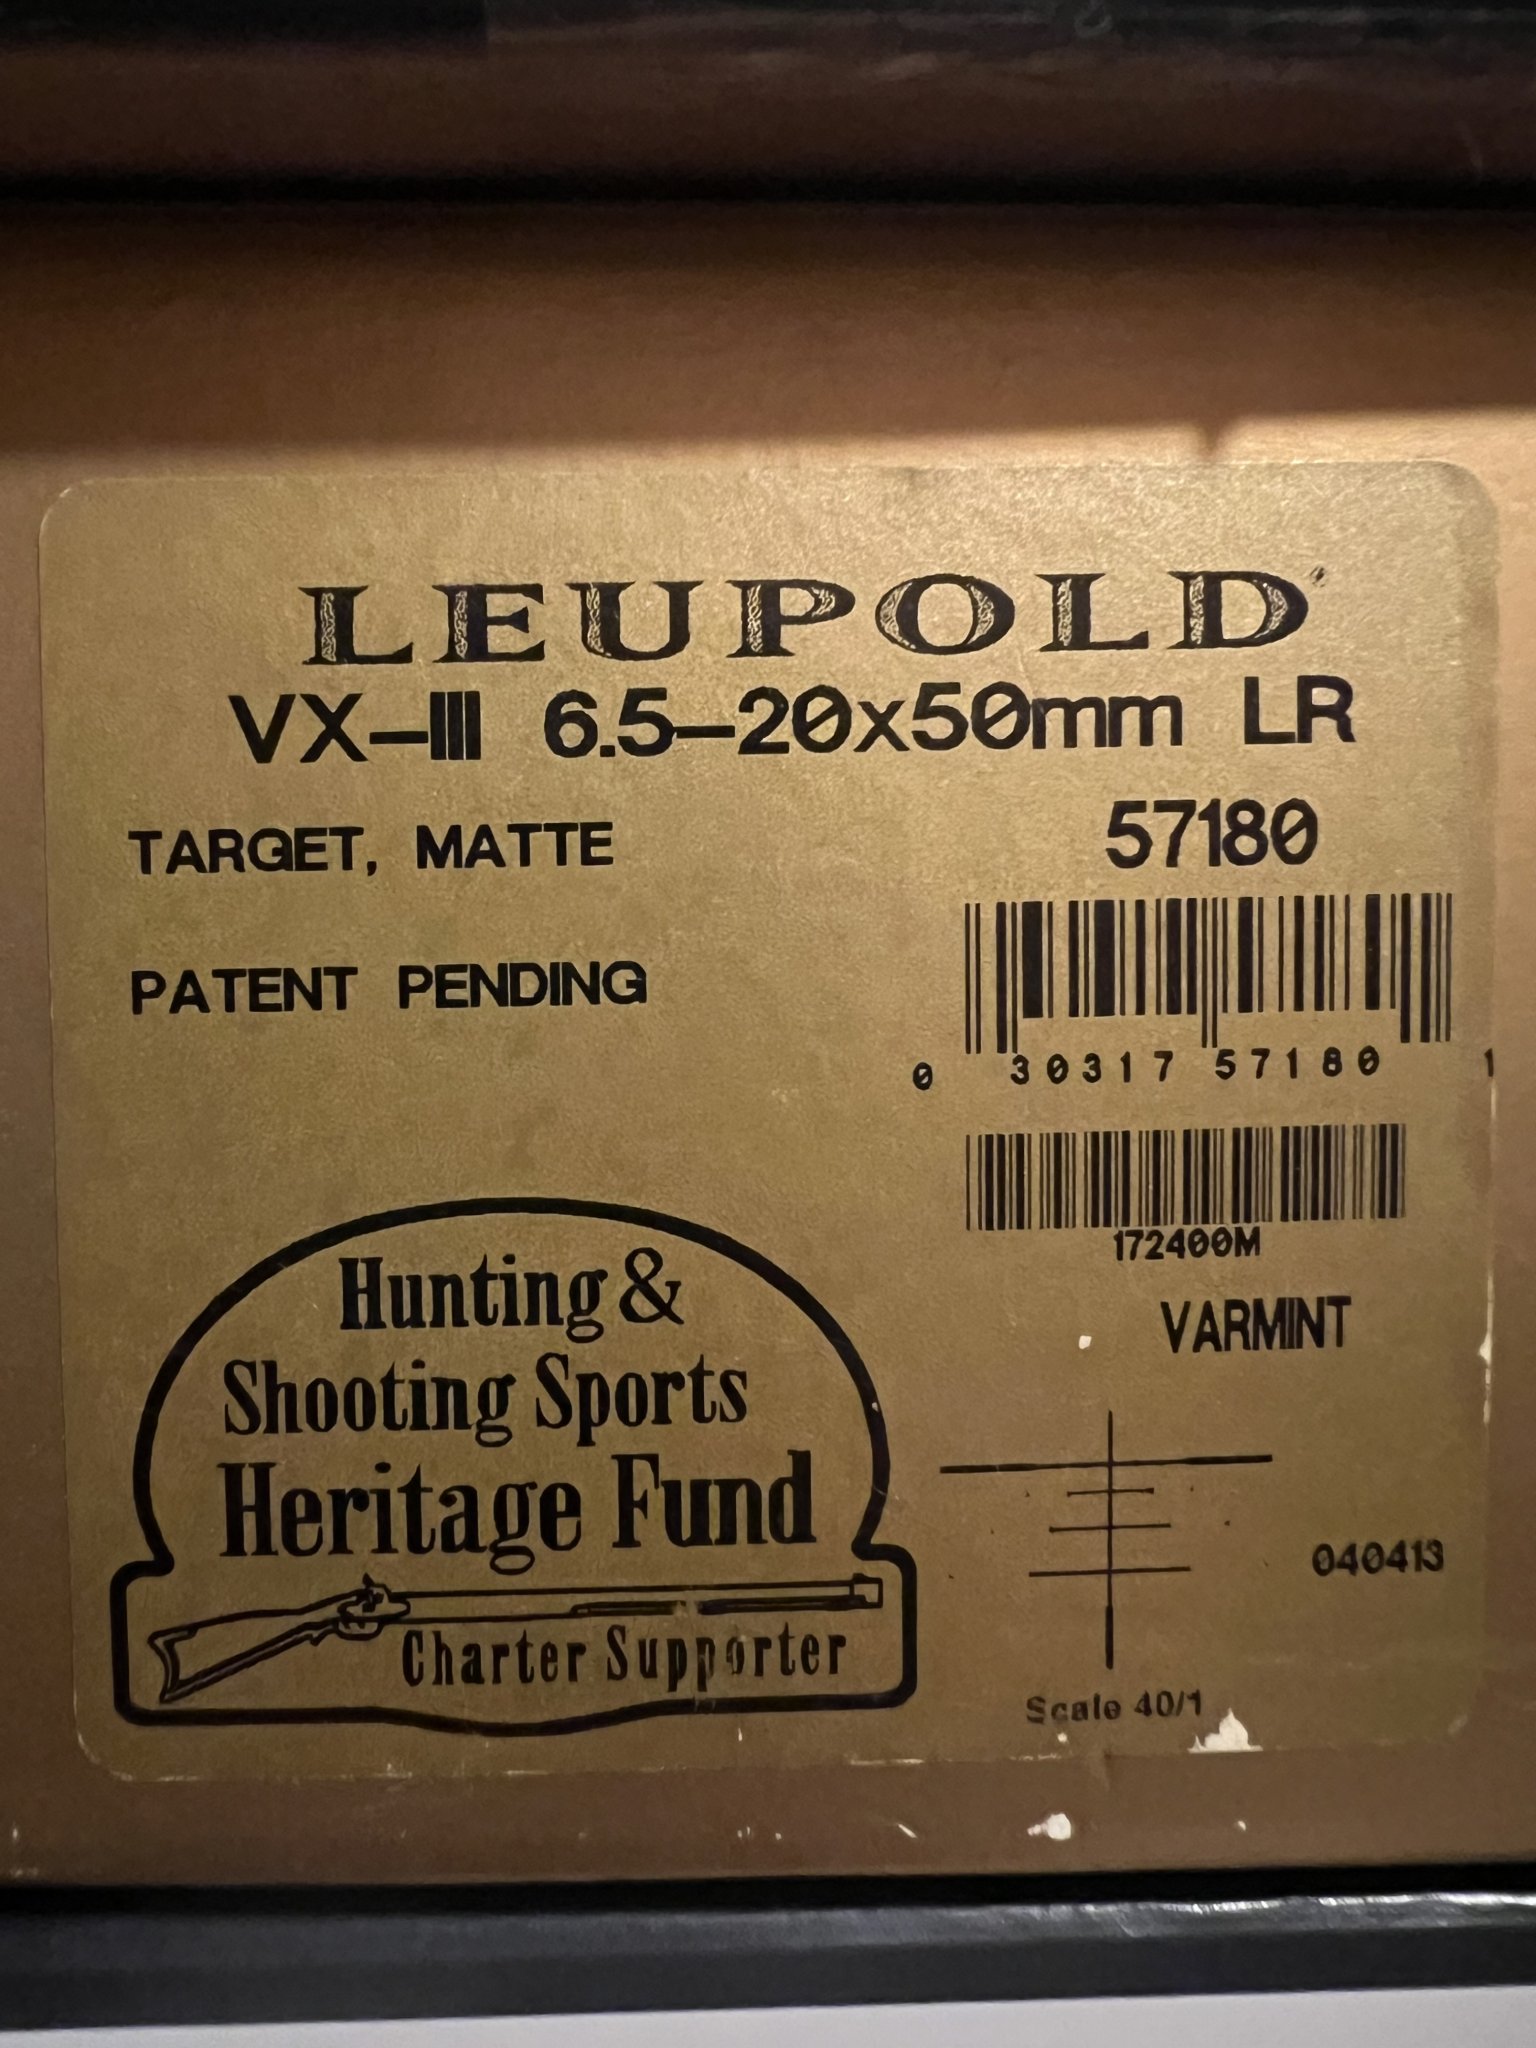 LEUPOLD®
VX-III 6.5-20x50mm LR
TARGET, MATTE
57180
PATENT PENDING
0 30317 57180 1
172400M
VARMINT
Hunting &
Shooting Sports
Heritage Fund
Charter Supporter
040413
Scale 40/1